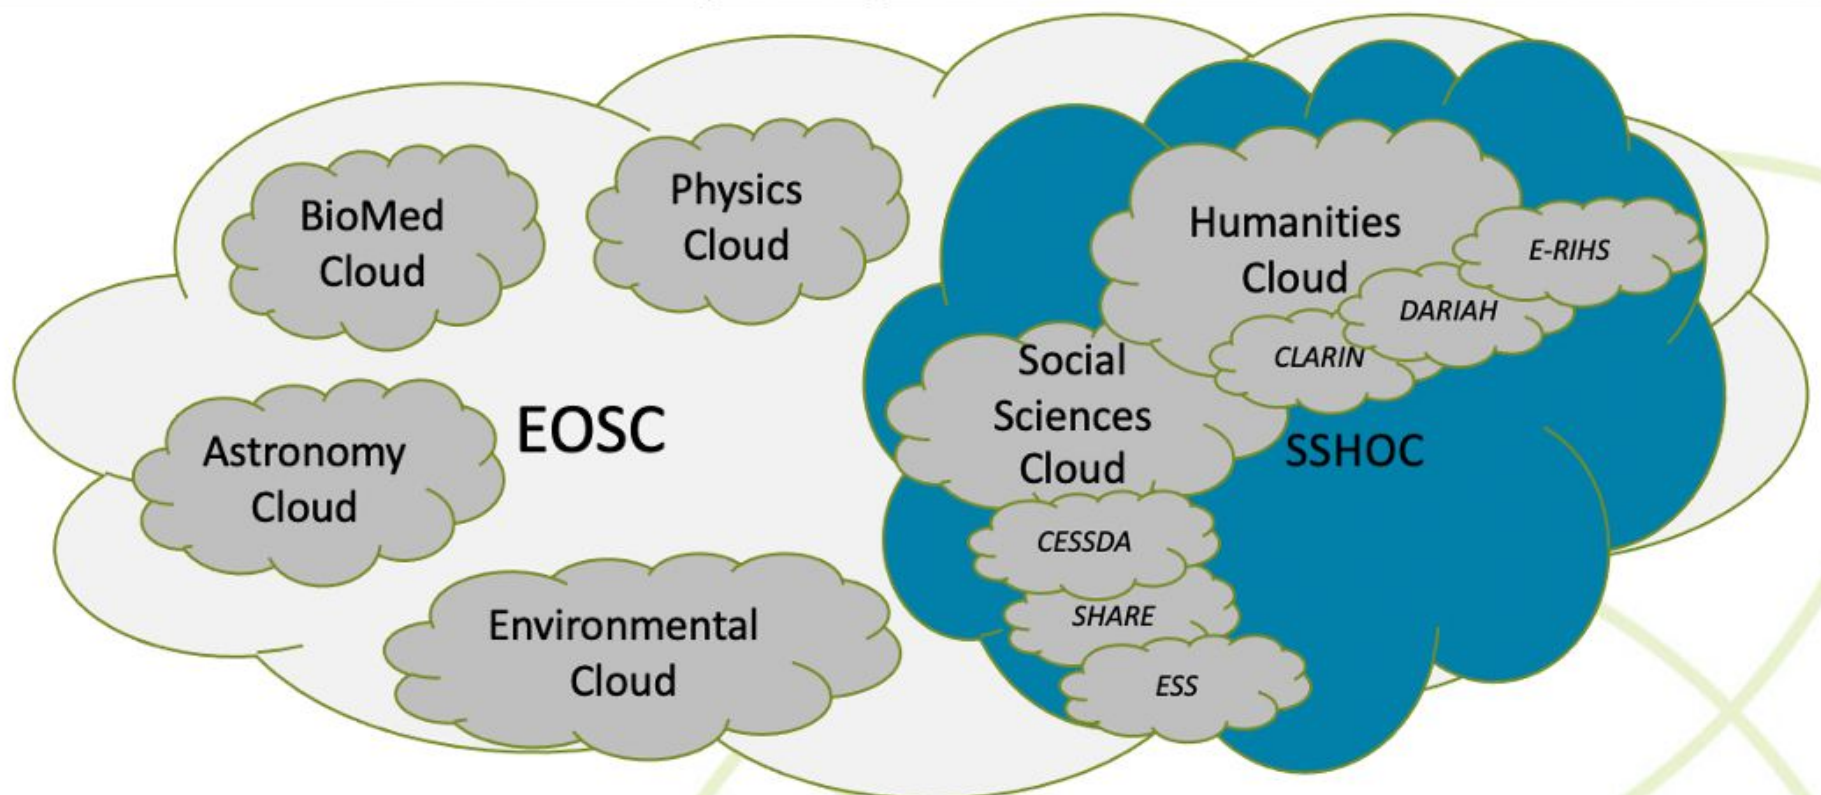 BioMed
Cloud
Physics
Cloud
Humanities
Cloud
E-RIHS
DARIAH
CLARIN
Social
Sciences
Cloud
SSHOC
EOSC
Astronomy
Cloud
CESSDA
SHARE
ESS
Environmental
Cloud